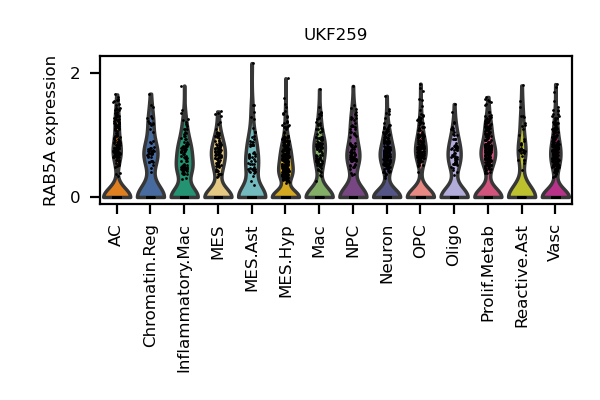 UKF259
RAB5A expression
2
0
AC
Chromatin.Reg
Inflammatory.Mac
MES
MES.Ast
MES.Hyp
Mac
NPC
Neuron
OPC
Oligo
Prolif.Metab
Reactive.Ast
Vasc